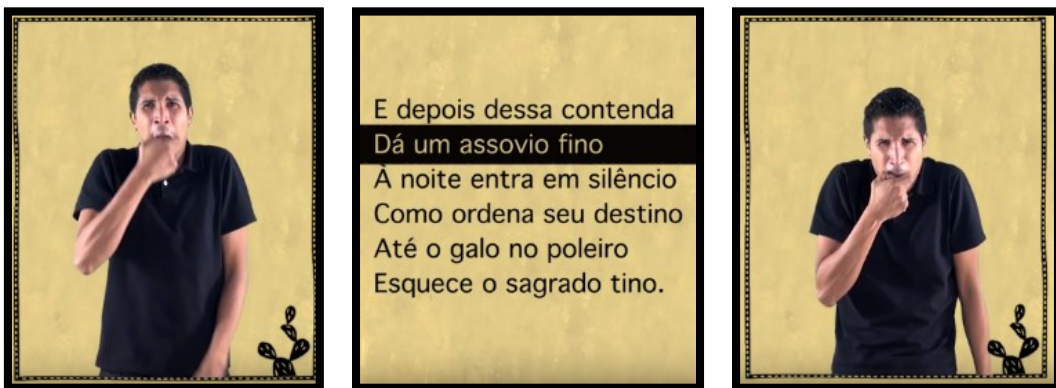 E depois dessa contenda
Dá um assovio fino
À noite entra em silêncio
Como ordena seu destino
Até o galo no poleiro
Esquece o sagrado tino.